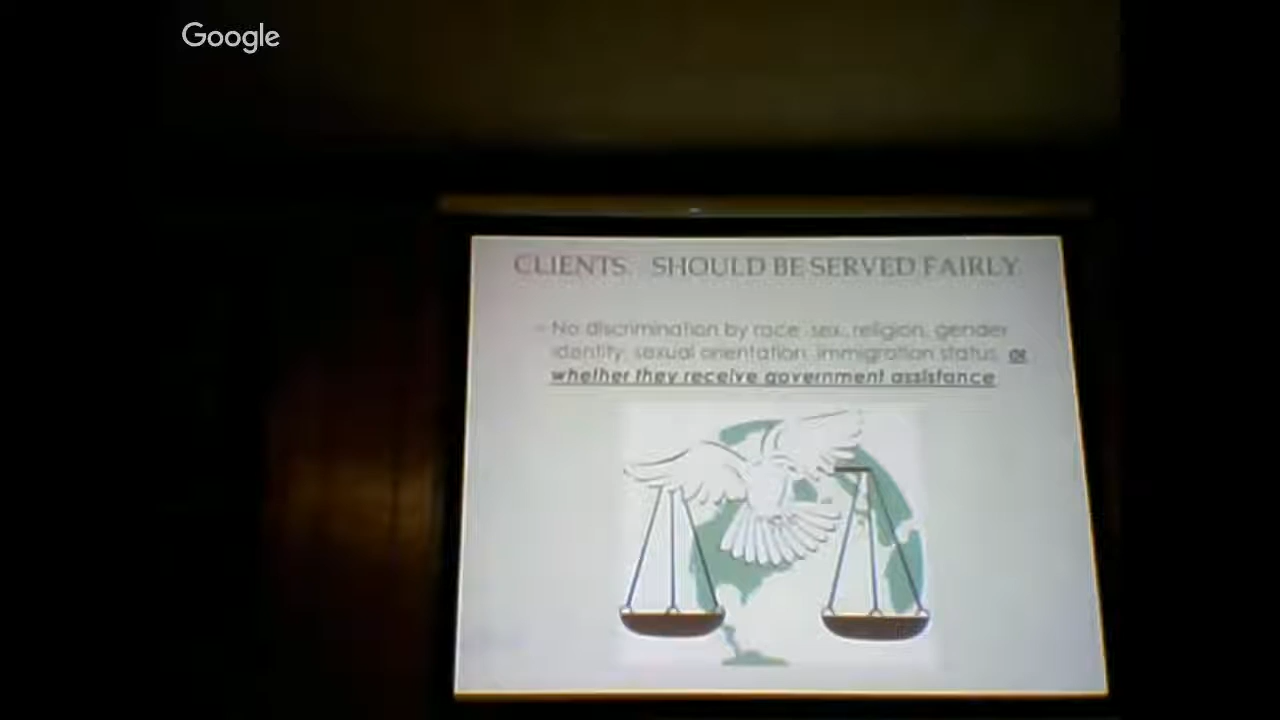 Google
CLIENTS. SHOULD BE SERVED FAIRLY
No discrimination by race, sex, religion, gender
identity, sexual orientation, immigration status, or
whether they receive government assistance